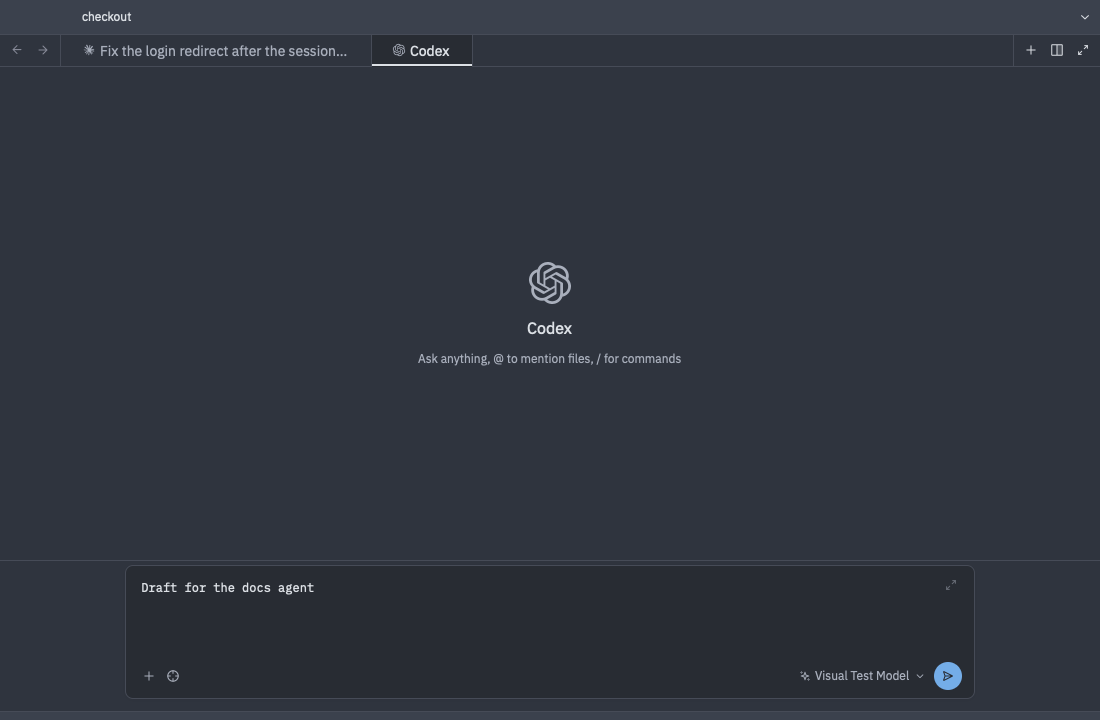 checkout
Fix the login redirect after the session...
Codex
Codex
Ask anything, @ to mention files, / for commands
Draft for the docs agent
Visual Test Model